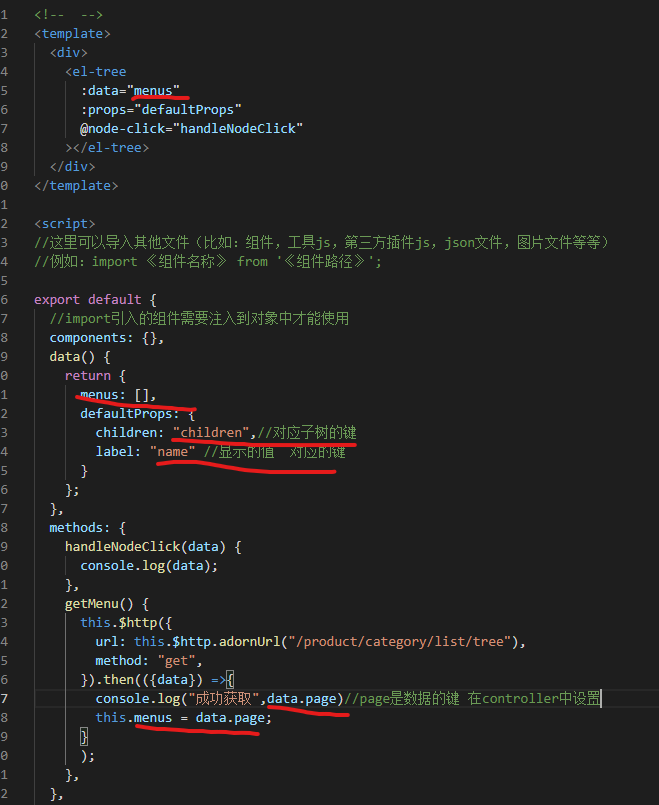 1 <!--  -->
2 <template>
3   <div>
4     <el-tree
5       :data="menus"
6       :props="defaultProps"
7       @node-click="handleNodeClick"
8     ></el-tree>
9   </div>
0 </template>
1
2 <script>
3 //这里可以导入其他文件（比如：组件，工具js，第三方插件js，json文件，图片文件等等）
4 //例如：import 《组件名称》 from '《组件路径》';
5
6 export default {
7   //import引入的组件需要注入到对象中才能使用
8   components: {},
9   data() {
0     return {
1       menus: [],
2       defaultProps: {
3         children: "children",//对应子树的键
4         label: "name" //显示的值  对应的键
5       }
6     };
7   },
8   methods: {
9     handleNodeClick(data) {
0       console.log(data);
1     },
2     getMenu() {
3       this.$http({
4         url: this.$http.adornUrl("/product/category/list/tree"),
5         method: "get",
6       }).then(({data}) =>{
7         console.log("成功获取",data.page)//page是数据的键 在controller中设置
8         this.menus = data.page;
9       }
0       );
1     },
2   },